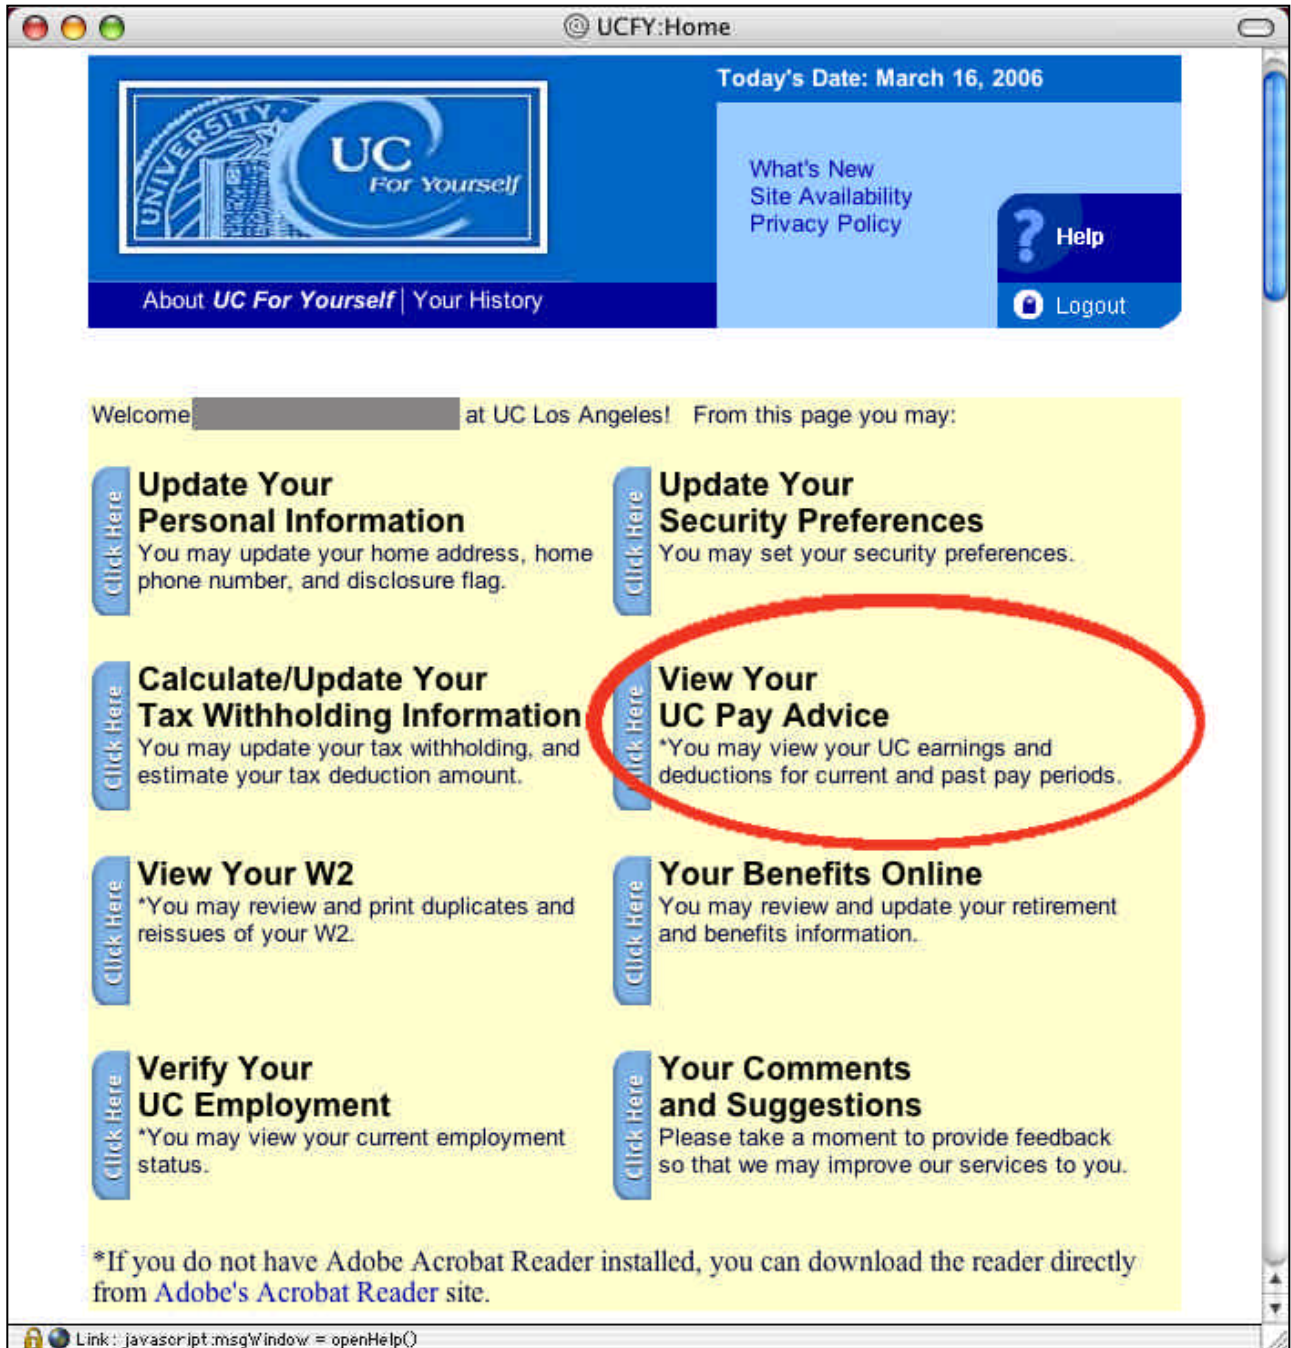 UCFY:Home
Today's Date: March 16, 2006
UNIVERSITY
UC
For Yourself
What's New
Site Availability
Privacy Policy
Help
About UC For Yourself | Your History
Logout
Welcome at UC Los Angeles! From this page you may:
Click Here
Update Your
Personal Information
You may update your home address, home
phone number, and disclosure flag.
Click Here
Update Your
Security Preferences
You may set your security preferences.
Click Here
Calculate/Update Your
Tax Withholding Information
You may update your tax withholding, and
estimate your tax deduction amount.
Click Here
View Your
UC Pay Advice
*You may view your UC earnings and
deductions for current and past pay periods.
Click Here
View Your W2
*You may review and print duplicates and
reissues of your W2.
Click Here
Your Benefits Online
You may review and update your retirement
and benefits information.
Click Here
Verify Your
UC Employment
*You may view your current employment
status.
Click Here
Your Comments
and Suggestions
Please take a moment to provide feedback
so that we may improve our services to you.
*If you do not have Adobe Acrobat Reader installed, you can download the reader directly
from Adobe's Acrobat Reader site.
Link: javascript:msgWindow = openHelp()